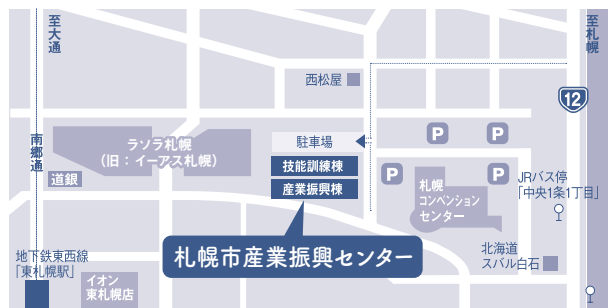 至大通
至札幌
西松屋
12
南郷通
ラソラ札幌
(旧：イーアス札幌)
駐車場
P
P
道銀
技能訓練棟
産業振興棟
P
P
札幌
コンベンション
センター
JRバス停
「中央1条1丁目」
札幌市産業振興センター
地下鉄東西線
「東札幌駅」
イオン
東札幌店
北海道
スバル白石